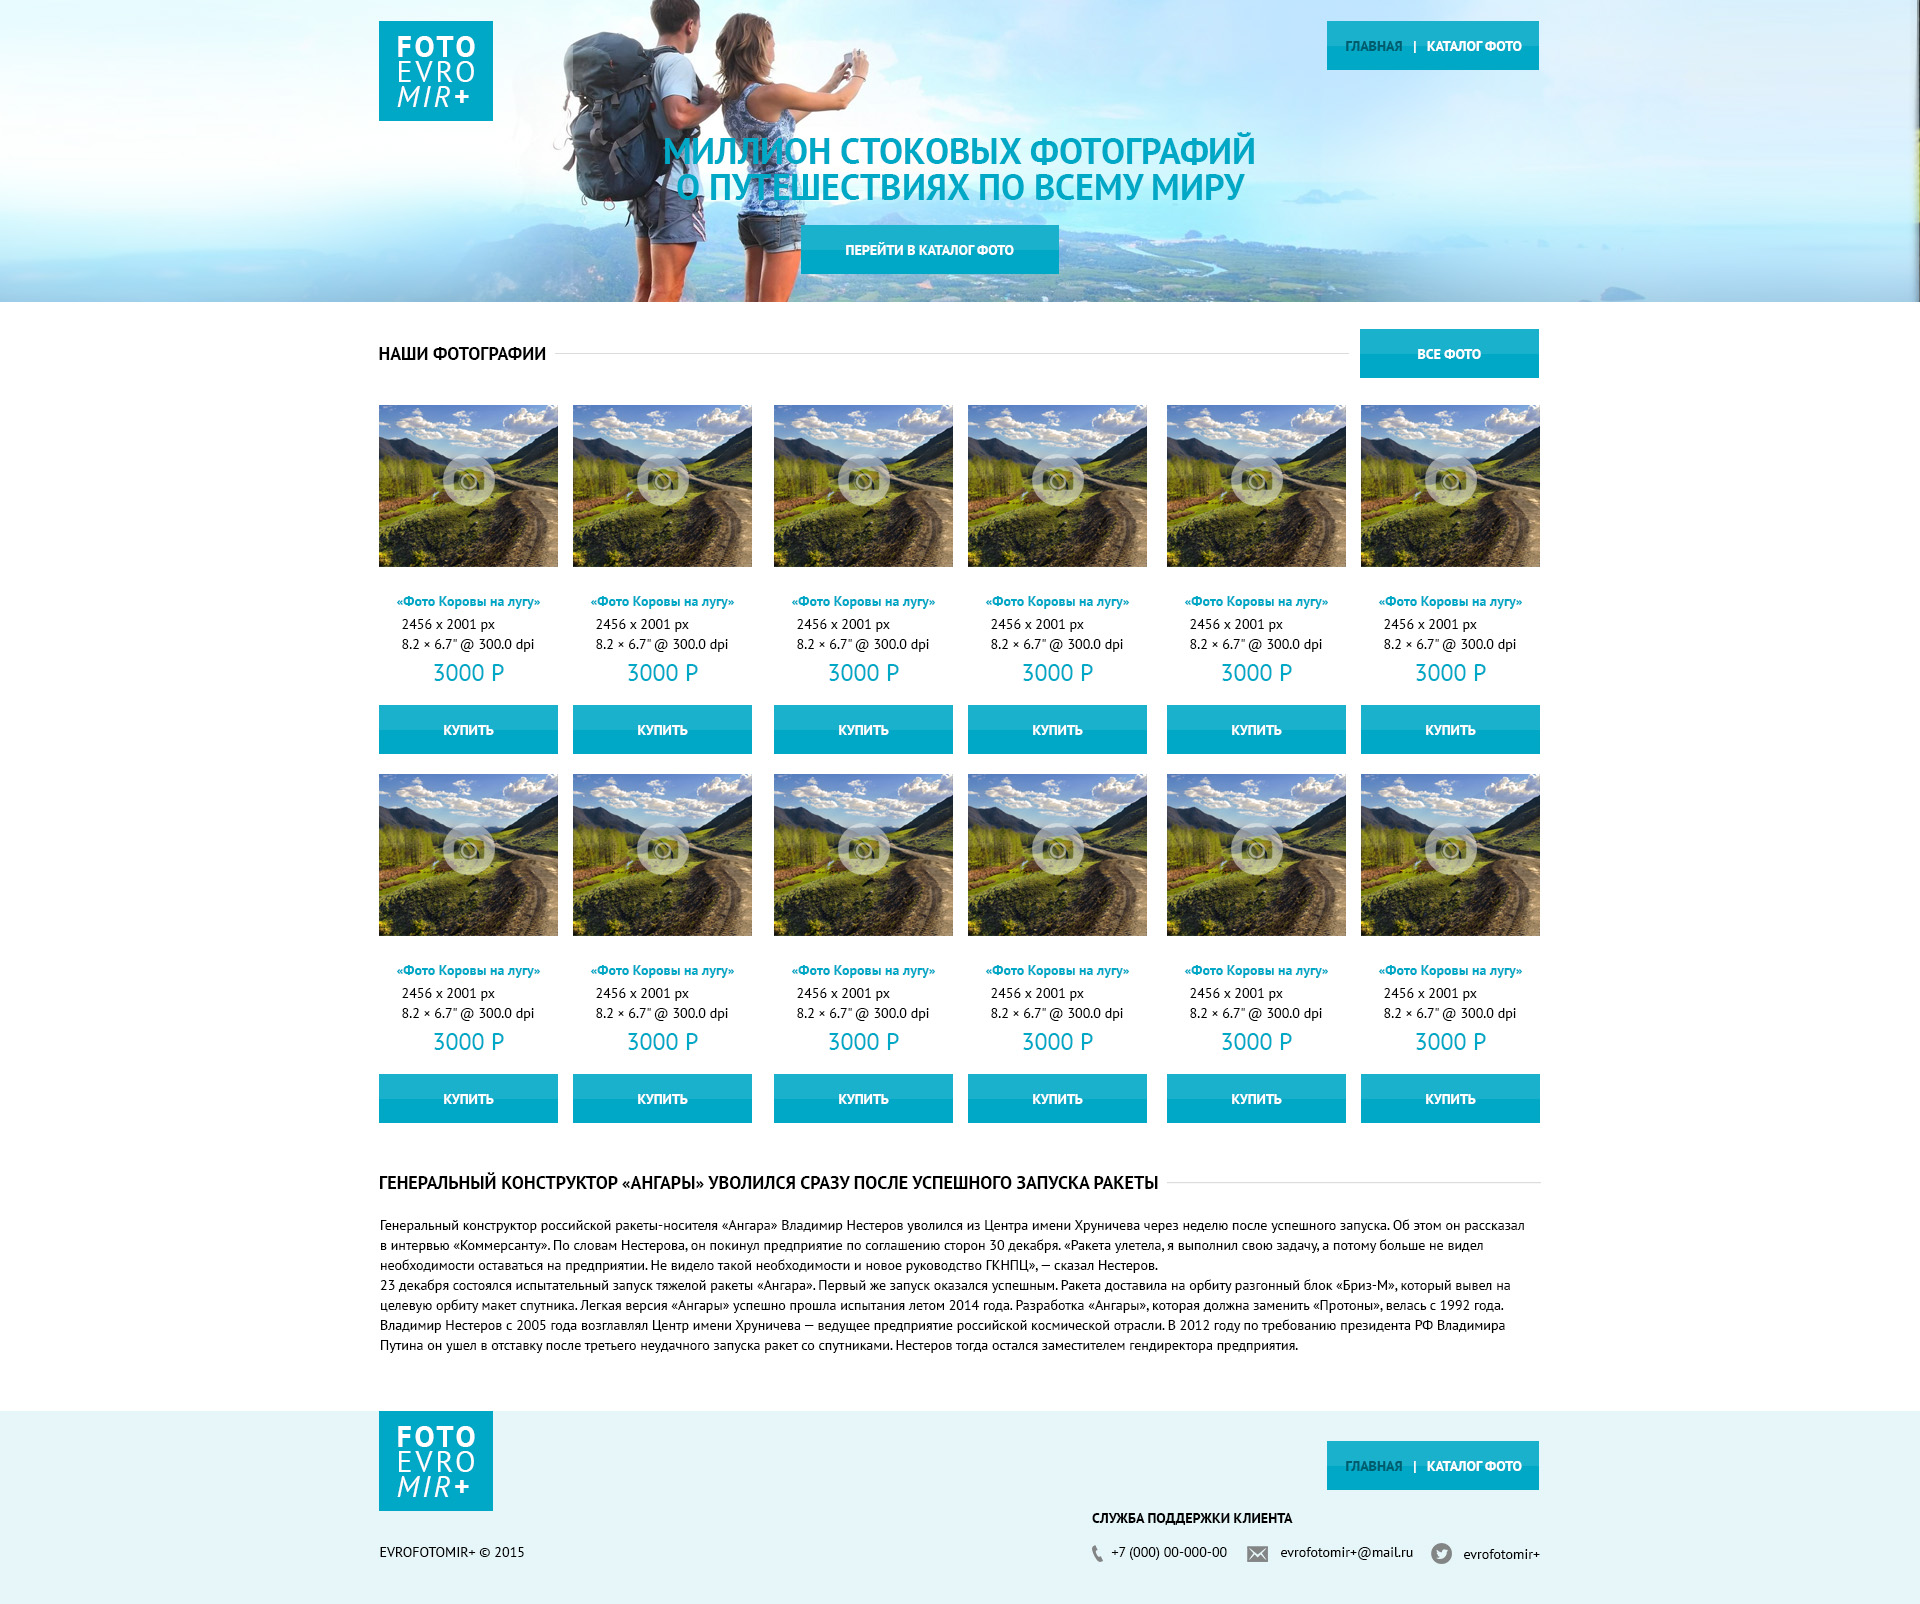 FOTO
EVRO
MIR+
ГЛАВНАЯ | КАТАЛОГ ФОТО
МИЛЛИОН СТОКОВЫХ ФОТОГРАФИЙ
О ПУТЕШЕСТВИЯХ ПО ВСЕМУ МИРУ
ПЕРЕЙТИ В КАТАЛОГ ФОТО
НАШИ ФОТОГРАФИИ
ВСЕ ФОТО
«Фото Коровы на лугу» «Фото Коровы на лугу» «Фото Коровы на лугу» «Фото Коровы на лугу» «Фото Коровы на лугу» «Фото Коровы на лугу»
2456 x 2001 px 2456 x 2001 px 2456 x 2001 px 2456 x 2001 px 2456 x 2001 px 2456 x 2001 px
8.2 × 6.7" @ 300.0 dpi 8.2 × 6.7" @ 300.0 dpi 8.2 × 6.7" @ 300.0 dpi 8.2 × 6.7" @ 300.0 dpi 8.2 × 6.7" @ 300.0 dpi 8.2 × 6.7" @ 300.0 dpi
3000 Р 3000 Р 3000 Р 3000 Р 3000 Р 3000 Р
КУПИТЬ КУПИТЬ КУПИТЬ КУПИТЬ КУПИТЬ КУПИТЬ
«Фото Коровы на лугу» «Фото Коровы на лугу» «Фото Коровы на лугу» «Фото Коровы на лугу» «Фото Коровы на лугу» «Фото Коровы на лугу»
2456 x 2001 px 2456 x 2001 px 2456 x 2001 px 2456 x 2001 px 2456 x 2001 px 2456 x 2001 px
8.2 × 6.7" @ 300.0 dpi 8.2 × 6.7" @ 300.0 dpi 8.2 × 6.7" @ 300.0 dpi 8.2 × 6.7" @ 300.0 dpi 8.2 × 6.7" @ 300.0 dpi 8.2 × 6.7" @ 300.0 dpi
3000 Р 3000 Р 3000 Р 3000 Р 3000 Р 3000 Р
КУПИТЬ КУПИТЬ КУПИТЬ КУПИТЬ КУПИТЬ КУПИТЬ
ГЕНЕРАЛЬНЫЙ КОНСТРУКТОР «АНГАРЫ» УВОЛИЛСЯ СРАЗУ ПОСЛЕ УСПЕШНОГО ЗАПУСКА РАКЕТЫ
Генеральный конструктор российской ракеты-носителя «Ангара» Владимир Нестеров уволился из Центра имени Хруничева через неделю после успешного запуска. Об этом он рассказал
в интервью «Коммерсанту». По словам Нестерова, он покинул предприятие по соглашению сторон 30 декабря. «Ракета улетела, я выполнил свою задачу, а потому больше не видел
необходимости оставаться на предприятии. Не видело такой необходимости и новое руководство ГКНПЦ», — сказал Нестеров.
23 декабря состоялся испытательный запуск тяжелой ракеты «Ангара». Первый же запуск оказался успешным. Ракета доставила на орбиту разгонный блок «Бриз-М», который вывел на
целевую орбиту макет спутника. Легкая версия «Ангары» успешно прошла испытания летом 2014 года. Разработка «Ангары», которая должна заменить «Протоны», велась с 1992 года.
Владимир Нестеров с 2005 года возглавлял Центр имени Хруничева — ведущее предприятие российской космической отрасли. В 2012 году по требованию президента РФ Владимира
Путина он ушел в отставку после третьего неудачного запуска ракет со спутниками. Нестеров тогда остался заместителем гендиректора предприятия.
FOTO
EVRO
MIR+
ГЛАВНАЯ | КАТАЛОГ ФОТО
СЛУЖБА ПОДДЕРЖКИ КЛИЕНТА
EVROFOTOMIR+ © 2015
+7 (000) 00-000-00 evrofotomir+@mail.ru evrofotomir+